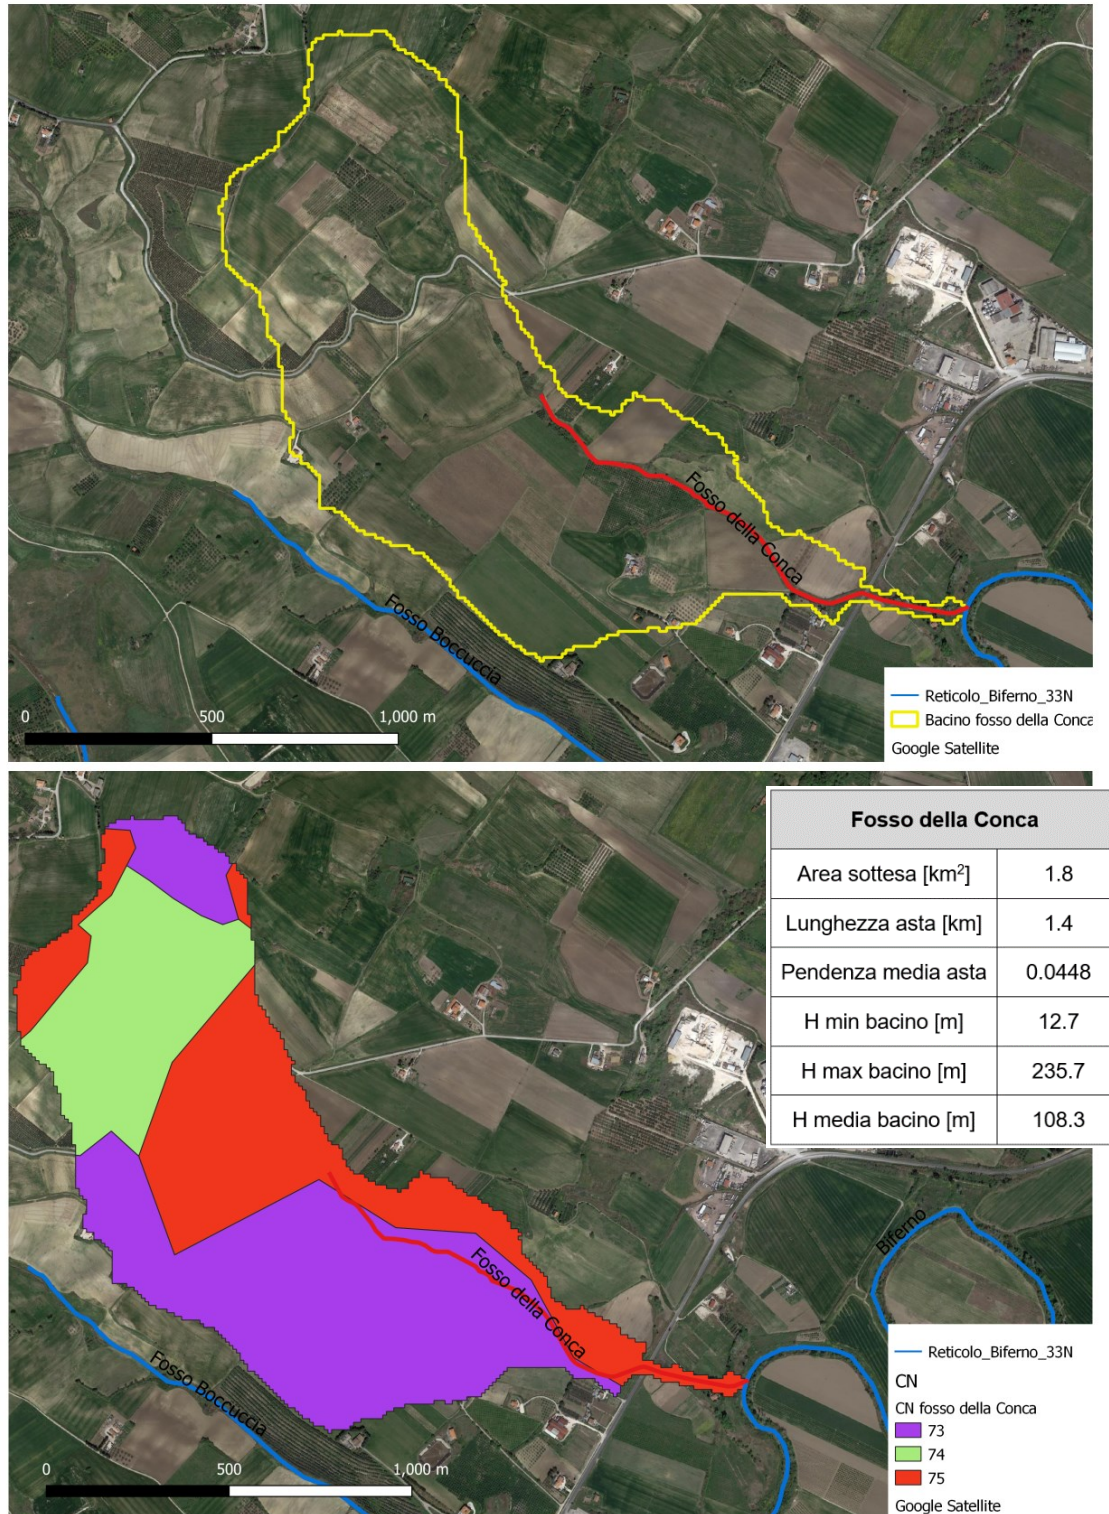 Fosso della Conca
Fosso Boccuccia
0 500 1,000 m
Reticolo_Biferno_33N
Bacino fosso della Conca
Google Satellite
Fosso della Conca
Area sottesa [km²] 1.8
Lunghezza asta [km] 1.4
Pendenza media asta 0.0448
H min bacino [m] 12.7
H max bacino [m] 235.7
H media bacino [m] 108.3
Biferno
Fosso della Conca
Fosso Boccuccia
0 500 1,000 m
Reticolo_Biferno_33N
CN
CN fosso della Conca
73
74
75
Google Satellite